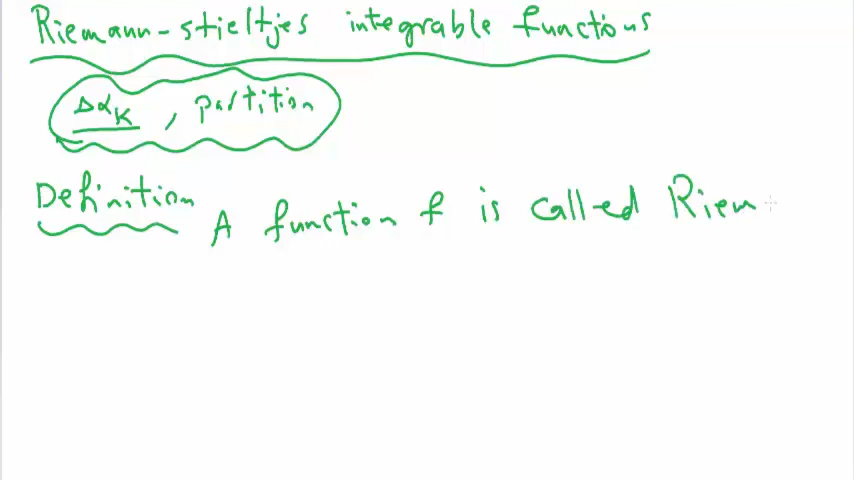 Riemann-stieltjes integrable functions
Δα_K , partition
Definition
A function f is called Riem